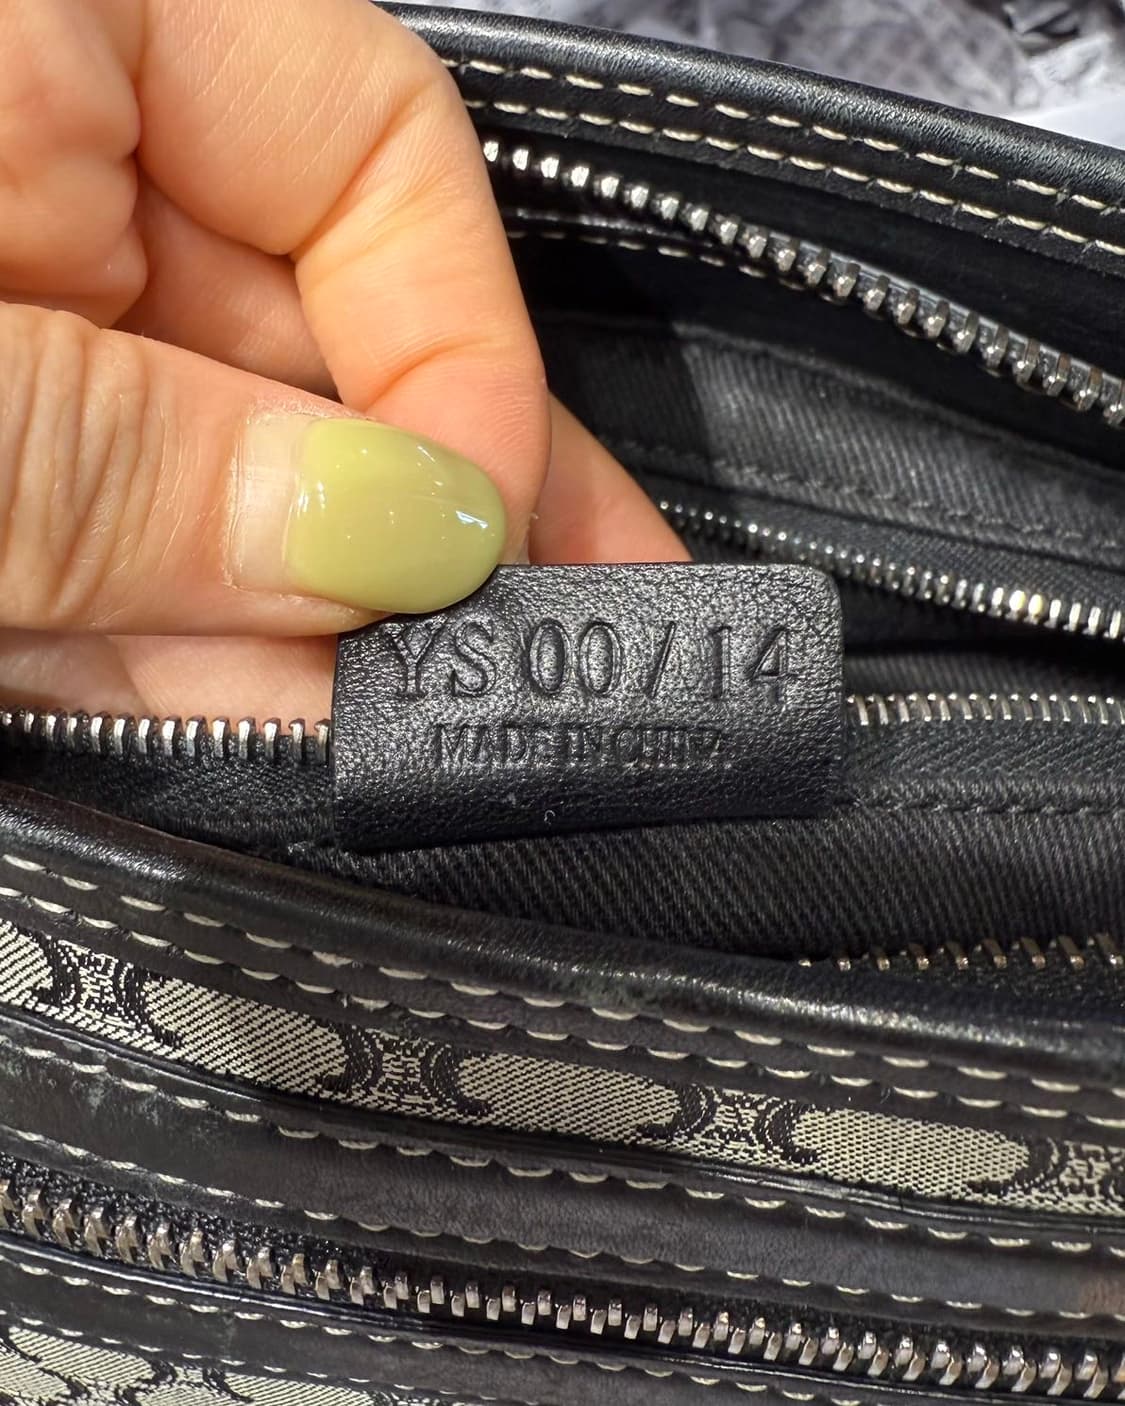 YS 00 / 14
MADE IN CHINA